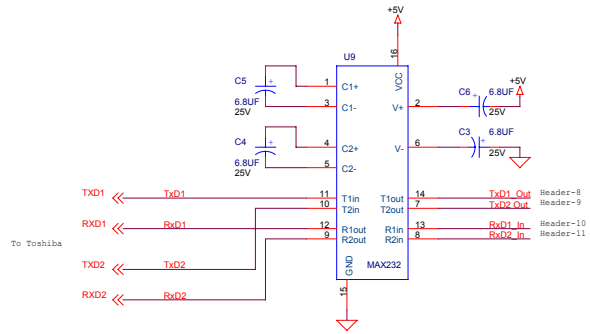 +5V
U9
16
VCC
C5
+
6.8UF
25V
1
C1+
3
C1-
C6
+
6.8UF
25V
+5V
2
V+
C4
+
6.8UF
25V
4
C2+
5
C2-
C3
+
6.8UF
25V
6
V-
TXD1
TxD1
11
T1in
10
T2in
T1out
14
TxD1_Out
Header-8
T2out
7
TxD2 Out
Header-9
RXD1
RxD1
12
R1out
9
R2out
R1in
13
RxD1_In
Header-10
R2in
8
RxD2_In
Header-11
To Toshiba
TXD2
TxD2
GND
MAX232
15
RXD2
RxD2